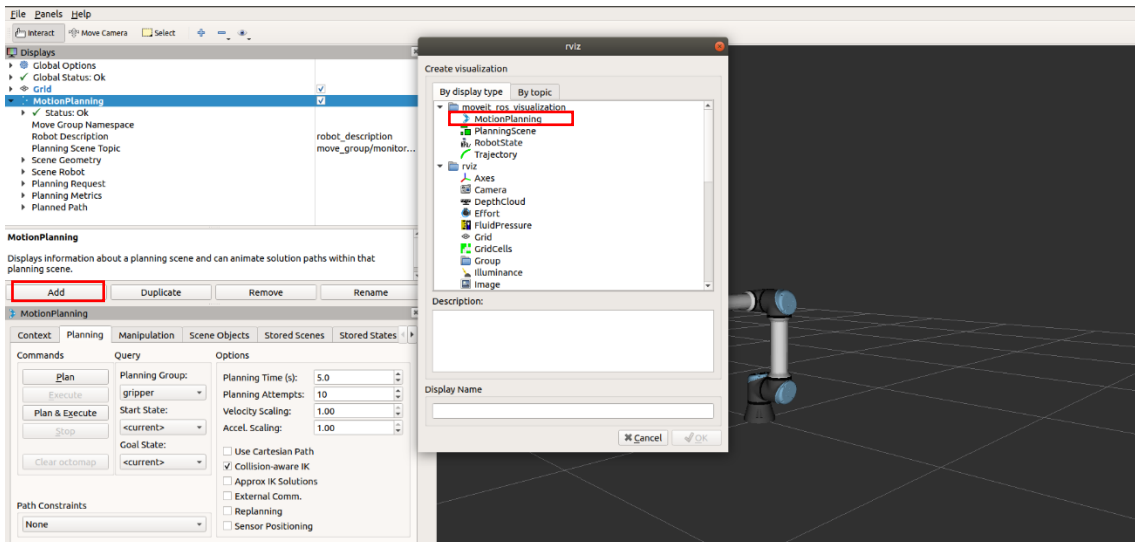 File Panels Help
Interact Move Camera Select
Displays
Global Options
Global Status: Ok
Grid
MotionPlanning
Status: Ok
Move Group Namespace
Robot Description robot_description
Planning Scene Topic move_group/monitor...
Scene Geometry
Scene Robot
Planning Request
Planning Metrics
Planned Path
MotionPlanning
Displays information about a planning scene and can animate solution paths within that
planning scene.
Add Duplicate Remove Rename
MotionPlanning
Context Planning Manipulation Scene Objects Stored Scenes Stored States
Commands Query Options
Plan Planning Group: Planning Time (s): 5.0
Execute gripper Planning Attempts: 10
Plan & Execute Start State: Velocity Scaling: 1.00
Stop <current> Accel. Scaling: 1.00
Goal State: Use Cartesian Path
Clear octomap <current> Collision-aware IK
Approx IK Solutions
External Comm.
Path Constraints Replanning
None Sensor Positioning
rviz
Create visualization
By display type By topic
moveit_ros_visualization
MotionPlanning
PlanningScene
RobotState
Trajectory
rviz
Axes
Camera
DepthCloud
Effort
FluidPressure
Grid
GridCells
Group
Illuminance
Image
Description:
Display Name
Cancel OK